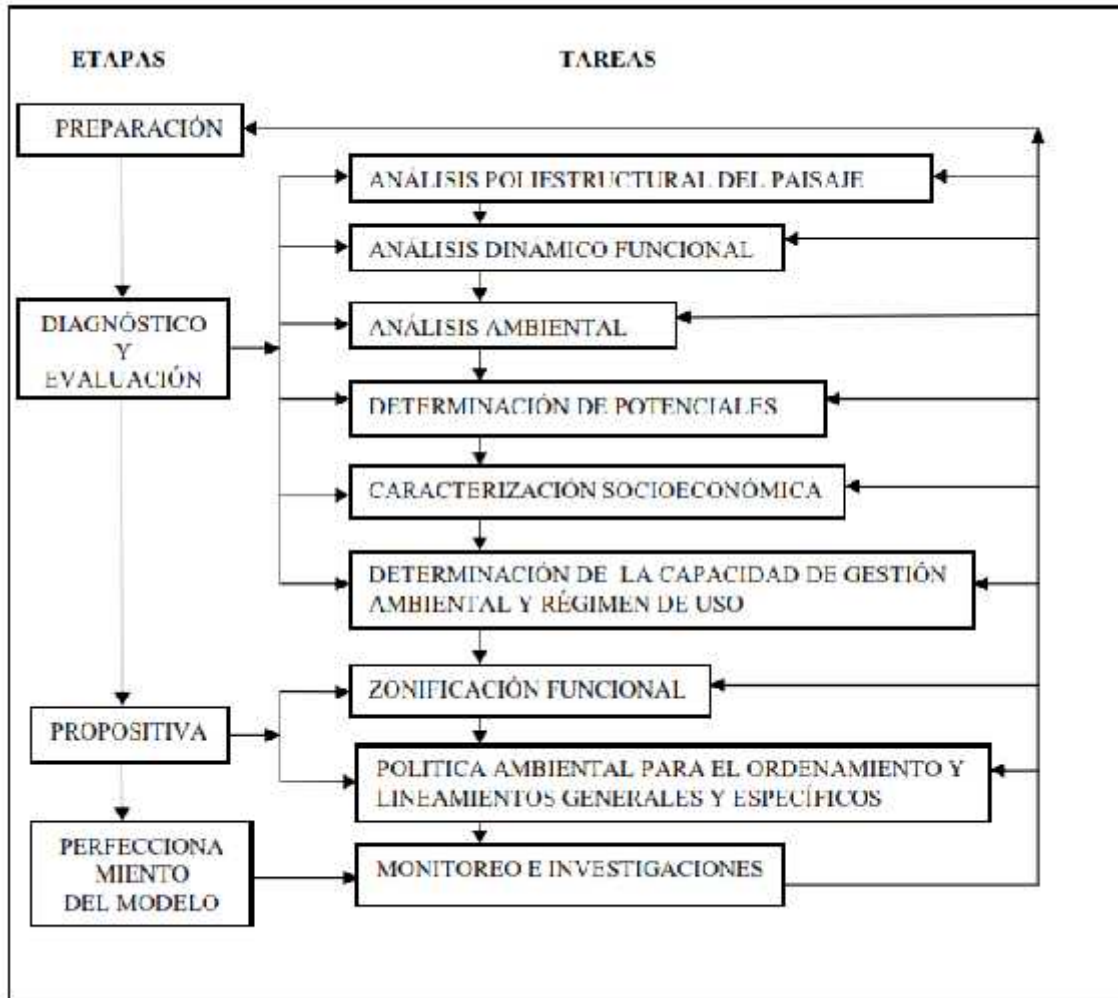 ETAPAS
TAREAS
PREPARACIÓN
ANÁLISIS POLIESTRUCTURAL DEL PAISAJE
ANÁLISIS DINAMICO FUNCIONAL
DIAGNÓSTICO
Y
EVALUACIÓN
ANÁLISIS AMBIENTAL
DETERMINACIÓN DE POTENCIALES
CARACTERIZACIÓN SOCIOECONÓMICA
DETERMINACIÓN DE LA CAPACIDAD DE GESTIÓN
AMBIENTAL Y RÉGIMEN DE USO
PROPOSITIVA
ZONIFICACIÓN FUNCIONAL
POLITICA AMBIENTAL PARA EL ORDENAMIENTO Y
LINEAMIENTOS GENERALES Y ESPECÍFICOS
PERFECCIONA
MIENTO
DEL MODELO
MONITOREO E INVESTIGACIONES